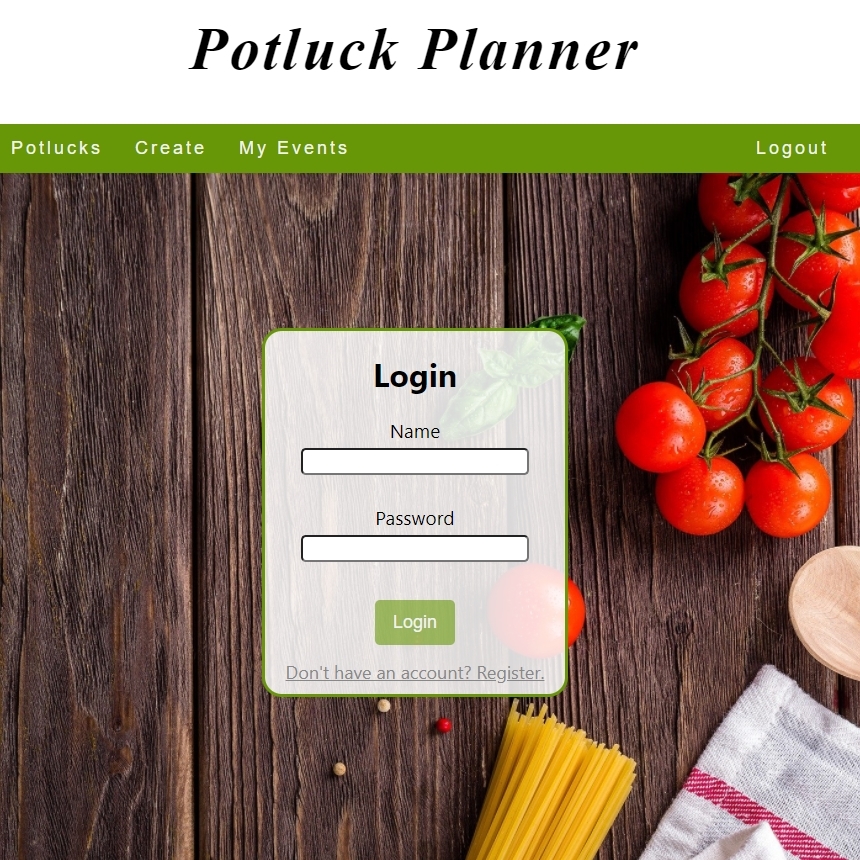 Potluck Planner
Potlucks Create My Events Logout
Login
Name
Password
Login
Don't have an account? Register.